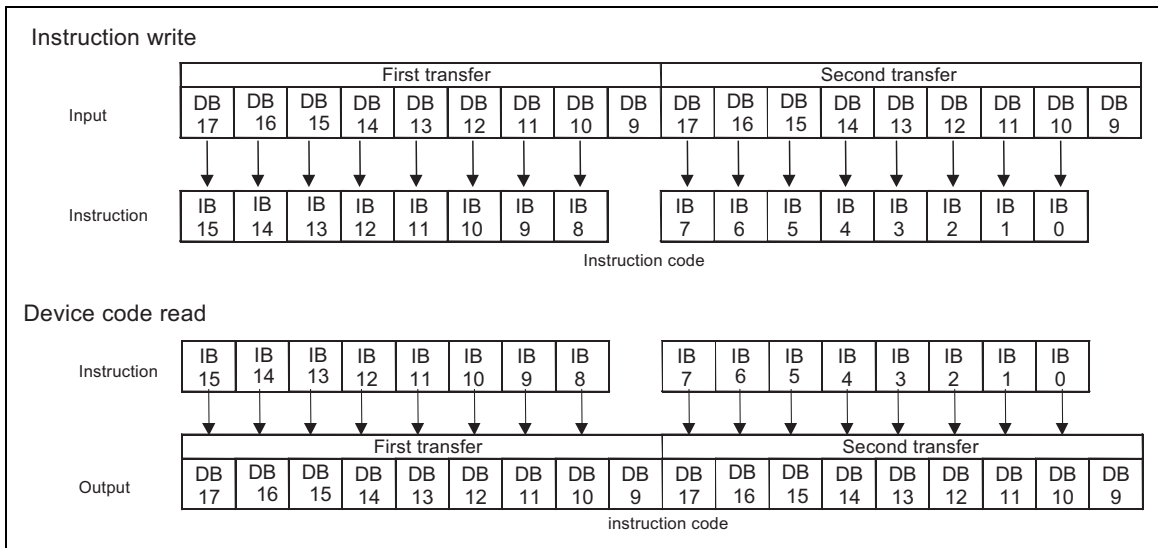 Instruction write
First transfer Second transfer
Input DB DB DB DB DB DB DB DB DB DB DB DB DB DB DB DB DB DB
17 16 15 14 13 12 11 10 9 17 16 15 14 13 12 11 10 9
Instruction IB IB IB IB IB IB IB IB IB IB IB IB IB IB IB IB
15 14 13 12 11 10 9 8 7 6 5 4 3 2 1 0
Instruction code
Device code read
Instruction IB IB IB IB IB IB IB IB IB IB IB IB IB IB IB IB
15 14 13 12 11 10 9 8 7 6 5 4 3 2 1 0
First transfer Second transfer
Output DB DB DB DB DB DB DB DB DB DB DB DB DB DB DB DB DB DB
17 16 15 14 13 12 11 10 9 17 16 15 14 13 12 11 10 9
instruction code